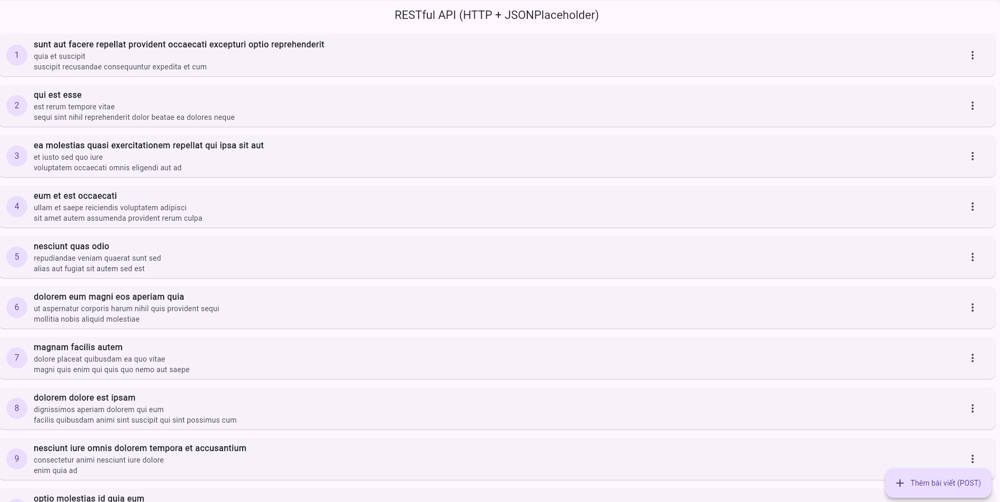 RESTful API (HTTP + JSONPlaceholder)
1
sunt aut facere repellat provident occaecati excepturi optio reprehenderit
quia et suscipit
suscipit recusandae consequuntur expedita et cum
2
qui est esse
est rerum tempore vitae
sequi sint nihil reprehenderit dolor beatae ea dolores neque
3
ea molestias quasi exercitationem repellat qui ipsa sit aut
et iusto sed quo iure
voluptatem occaecati omnis eligendi aut ad
4
eum et est occaecati
ullam et saepe reiciendis voluptatem adipisci
sit amet autem assumenda provident rerum culpa
5
nesciunt quas odio
repudiandae veniam quaerat sunt sed
alias aut fugiat sit autem sed est
6
dolorem eum magni eos aperiam quia
ut aspernatur corporis harum nihil quis provident sequi
mollitia nobis aliquid molestiae
7
magnam facilis autem
dolore placeat quibusdam ea quo vitae
magni quis enim qui quis quo nemo aut saepe
8
dolorem dolore est ipsam
dignissimos aperiam dolorem qui eum
facilis quibusdam animi sint suscipit qui sint possimus cum
9
nesciunt iure omnis dolorem tempora et accusantium
consectetur animi nesciunt iure dolore
enim quia ad
Thêm bài viết (POST)
optio molestias id quia eum